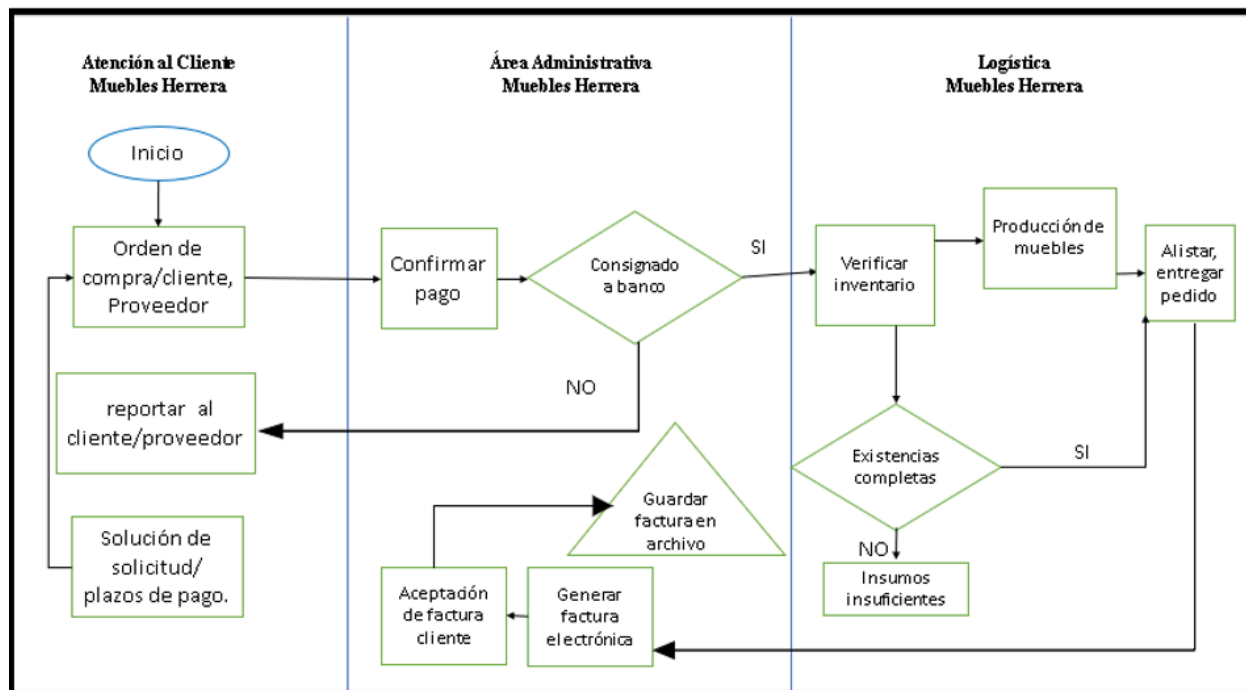 Atención al Cliente
Muebles Herrera
Área Administrativa
Muebles Herrera
Logística
Muebles Herrera
Inicio
Orden de
compra/cliente,
Proveedor
Confirmar
pago
Consignado
a banco
SI
Verificar
inventario
Producción de
muebles
Alistar,
entregar
pedido
NO
reportar al
cliente/proveedor
Existencias
completas
SI
Guardar
factura en
archivo
Solución de
solicitud/
plazos de pago.
Aceptación
de factura
cliente
Generar
factura
electrónica
NO
Insumos
insuficientes